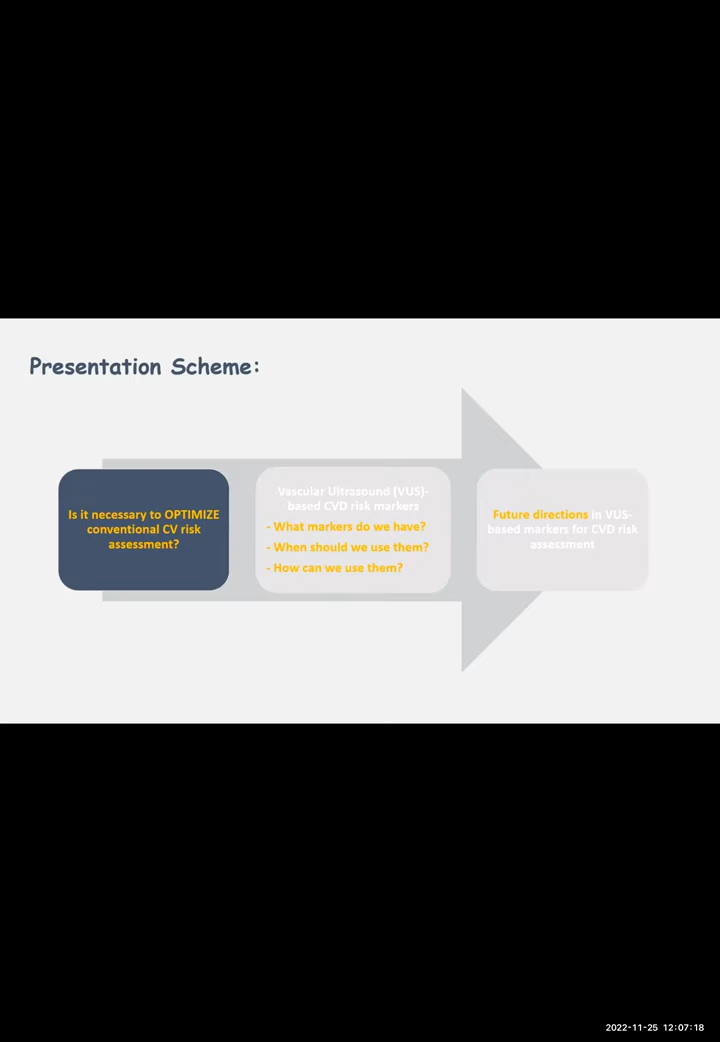 Presentation Scheme:
Is it necessary to OPTIMIZE
conventional CV risk
assessment?
Vascular Ultrasound (VUS)-
based CVD risk markers
- What markers do we have?
- When should we use them?
- How can we use them?
Future directions in VUS-
based markers for CVD risk
assessment
2022-11-25 12:07:18